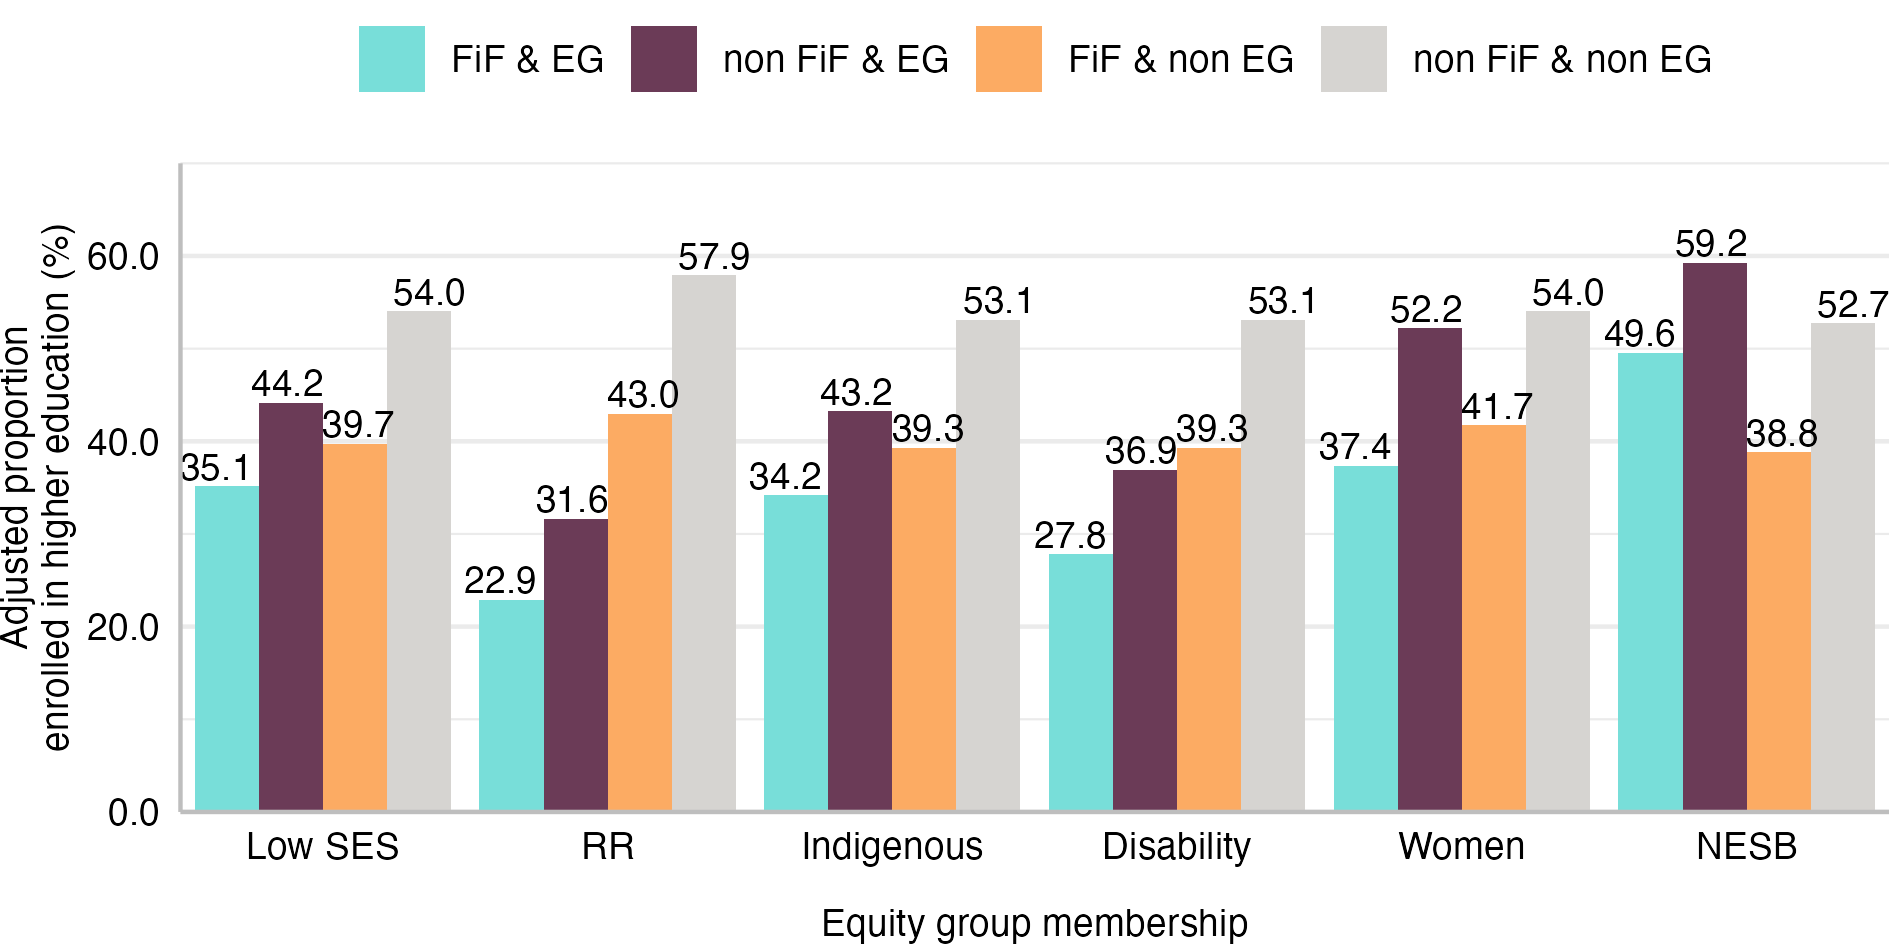 FiF & EG non FiF & EG FiF & non EG non FiF & non EG
Adjusted proportion
enrolled in higher education (%)
60.0
40.0
20.0
0.0
35.1 44.2 39.7 54.0
22.9 31.6 43.0 57.9
34.2 43.2 39.3 53.1
27.8 36.9 39.3 53.1
37.4 52.2 41.7 54.0
49.6 59.2 38.8 52.7
Low SES RR Indigenous Disability Women NESB
Equity group membership